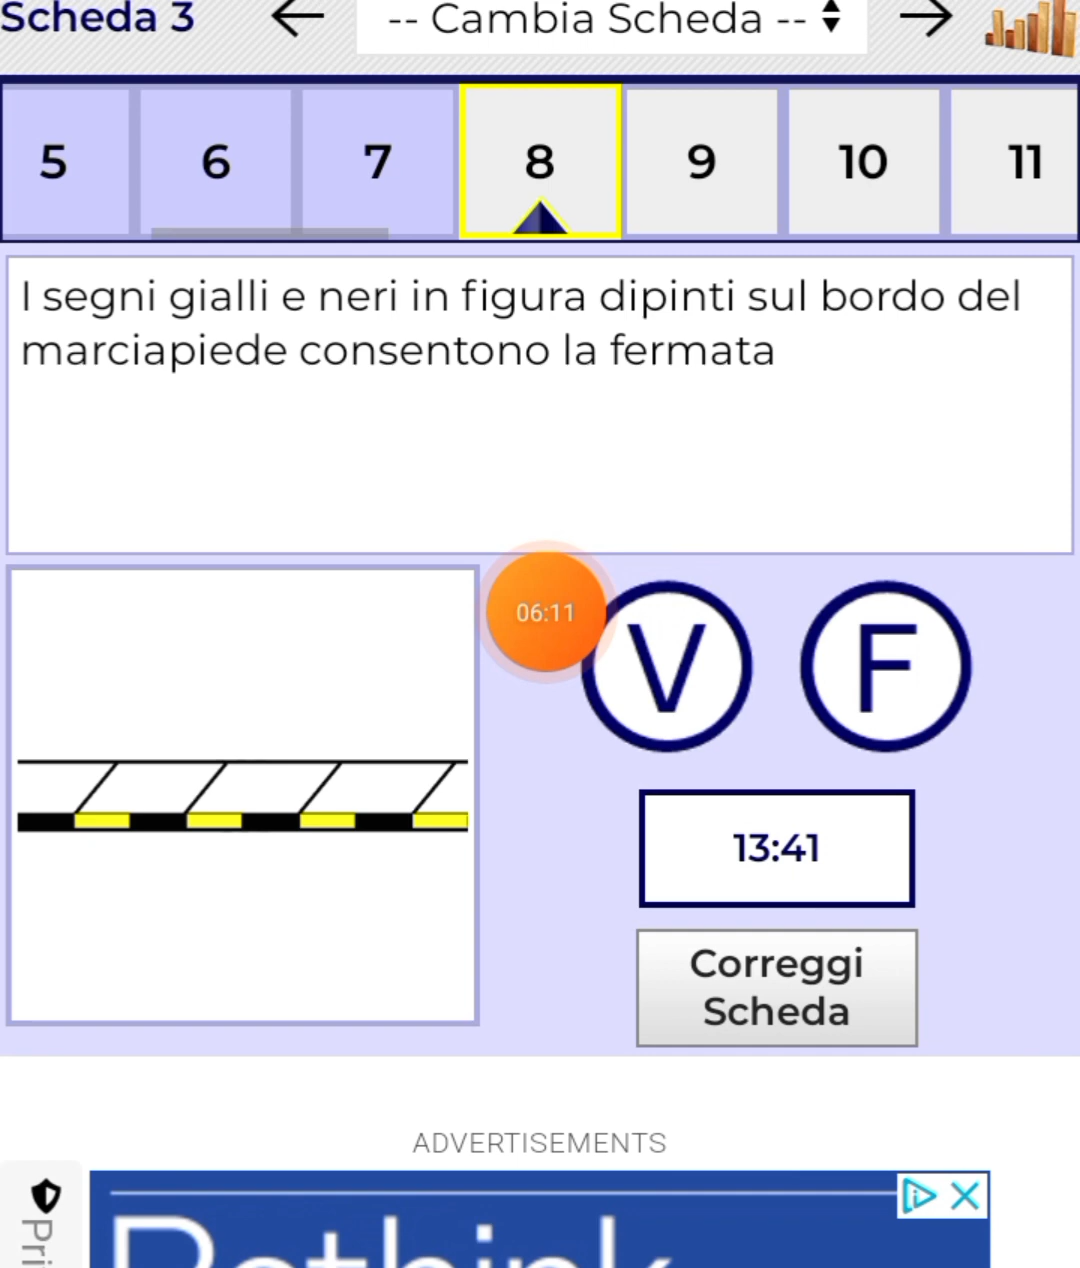 Scheda 3
-- Cambia Scheda --
5 6 7 8 9 10 11
I segni gialli e neri in figura dipinti sul bordo del
marciapiede consentono la fermata
06:11
V F
13:41
Correggi
Scheda
ADVERTISEMENTS
Pri